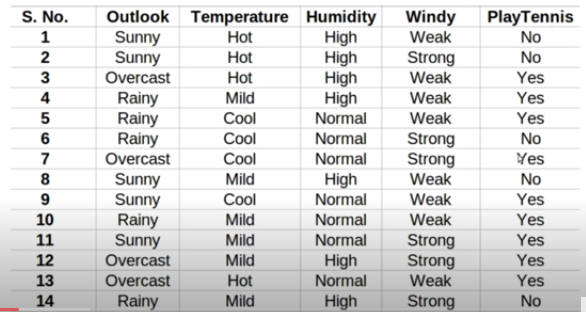 S. No. Outlook Temperature Humidity Windy PlayTennis
1 Sunny Hot High Weak No
2 Sunny Hot High Strong No
3 Overcast Hot High Weak Yes
4 Rainy Mild High Weak Yes
5 Rainy Cool Normal Weak Yes
6 Rainy Cool Normal Strong No
7 Overcast Cool Normal Strong Yes
8 Sunny Mild High Weak No
9 Sunny Cool Normal Weak Yes
10 Rainy Mild Normal Weak Yes
11 Sunny Mild Normal Strong Yes
12 Overcast Mild High Strong Yes
13 Overcast Hot Normal Weak Yes
14 Rainy Mild High Strong No